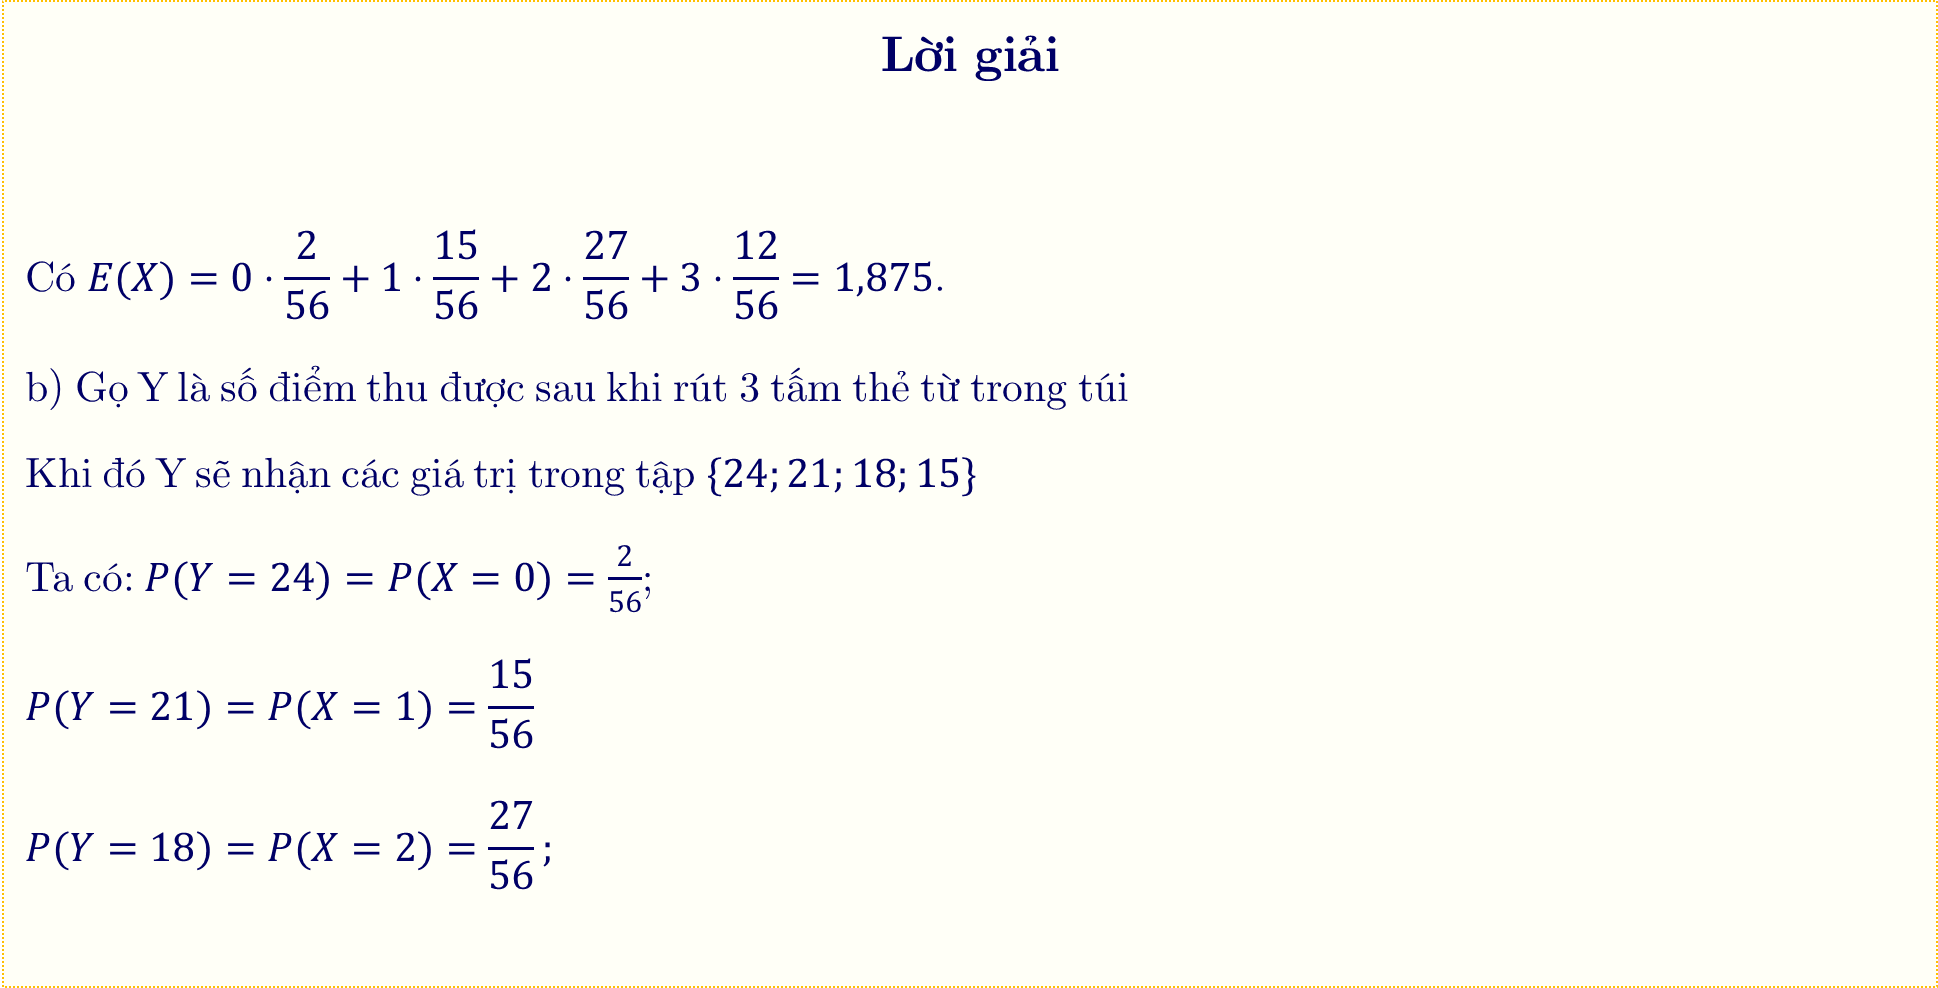 Lời giải
Có E(X) = 0 · 2/56 + 1 · 15/56 + 2 · 27/56 + 3 · 12/56 = 1,875.
b) Gọ Y là số điểm thu được sau khi rút 3 tấm thẻ từ trong túi
Khi đó Y sẽ nhận các giá trị trong tập {24; 21; 18; 15}
Ta có: P(Y = 24) = P(X = 0) = 2/56;
P(Y = 21) = P(X = 1) = 15/56
P(Y = 18) = P(X = 2) = 27/56 ;